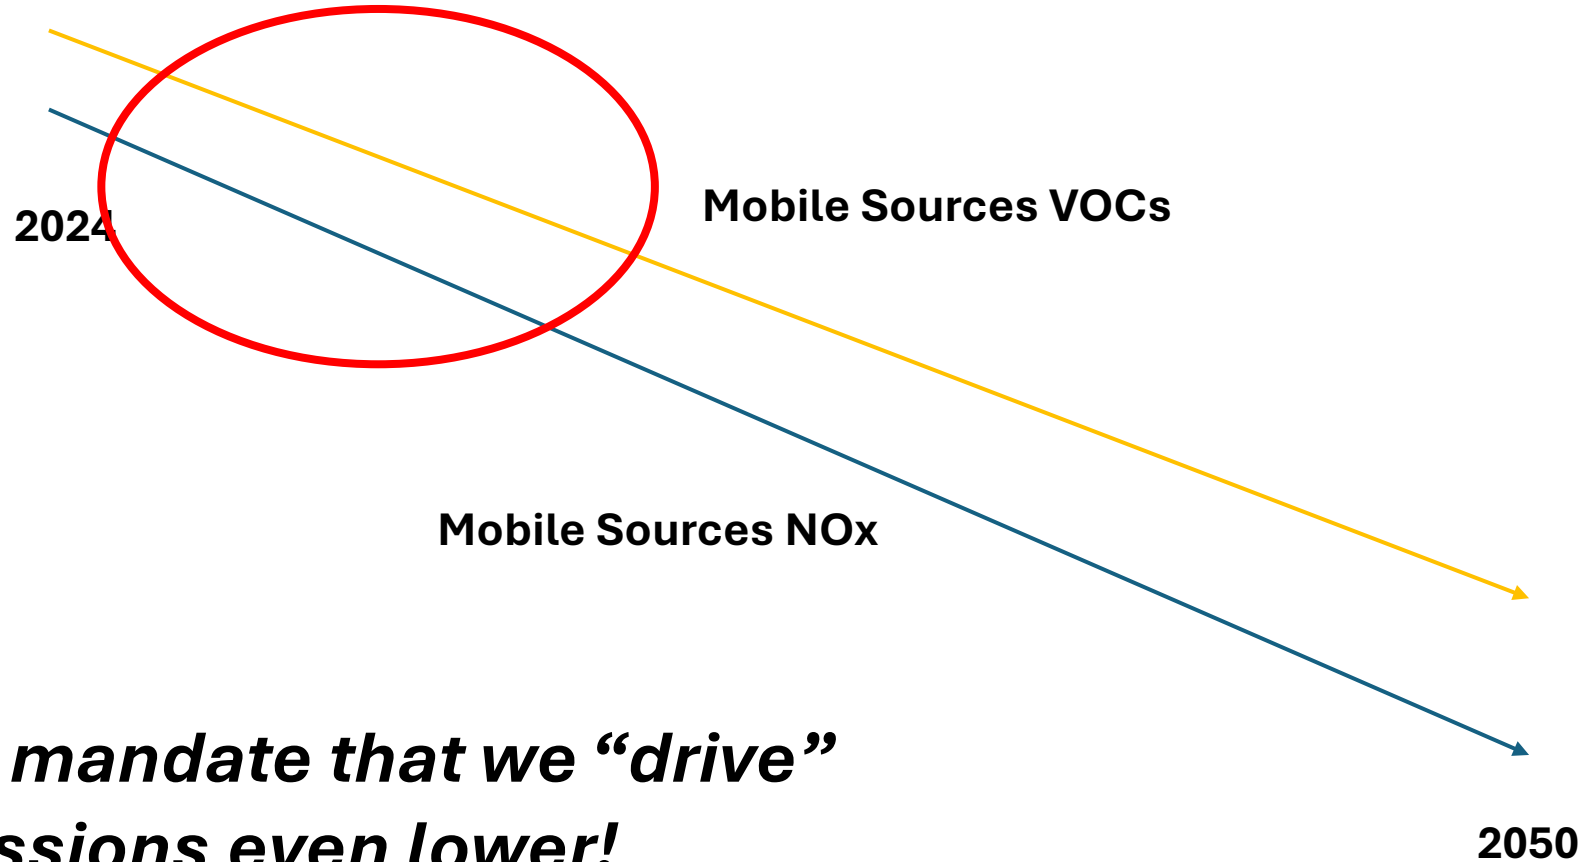 2024
Mobile Sources VOCs
Mobile Sources NOx
mandate that we “drive”
ssions even lower!
2050